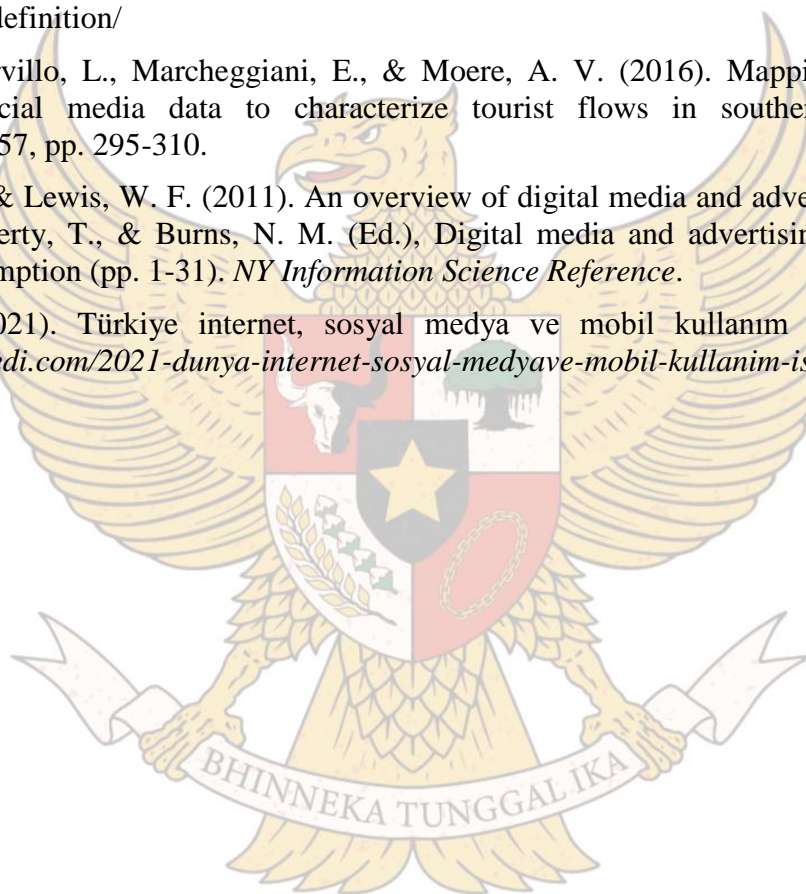 definition/
villo, L., Marcheggiani, E., & Moere, A. V. (2016). Mappi
cial media data to characterize tourist flows in southe
57, pp. 295-310.
& Lewis, W. F. (2011). An overview of digital media and adve
erty, T., & Burns, N. M. (Ed.), Digital media and advertisin
mption (pp. 1-31). NY Information Science Reference.
021). Türkiye internet, sosyal medya ve mobil kullanım
edi.com/2021-dunya-internet-sosyal-medyave-mobil-kullanim-is
BHINNEKA TUNGGAL IKA